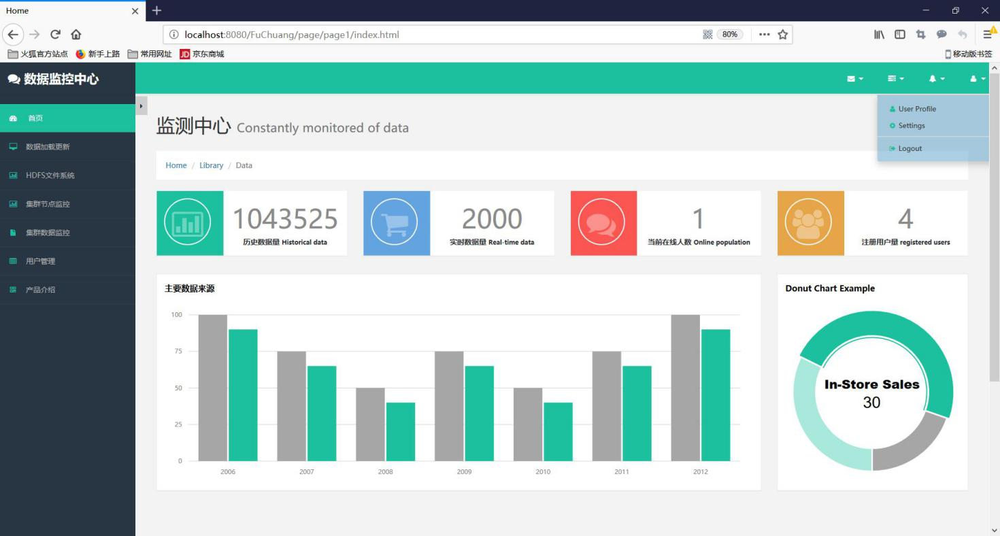 Home
localhost:8080/FuChuang/page/page1/index.html
80%
火狐官方站点
新手上路
常用网址
JD 京东商城
移动版书签
数据监控中心
首页
数据加载更新
HDFS文件系统
集群节点监控
集群数据监控
用户管理
产品介绍
User Profile
Settings
Logout
监测中心 Constantly monitored of data
Home / Library / Data
1043525
历史数据量 Historical data
2000
实时数据量 Real-time data
1
当前在线人数 Online population
4
注册用户量 registered users
主要数据来源
100
75
50
25
0
2006 2007 2008 2009 2010 2011 2012
Donut Chart Example
In-Store Sales
30